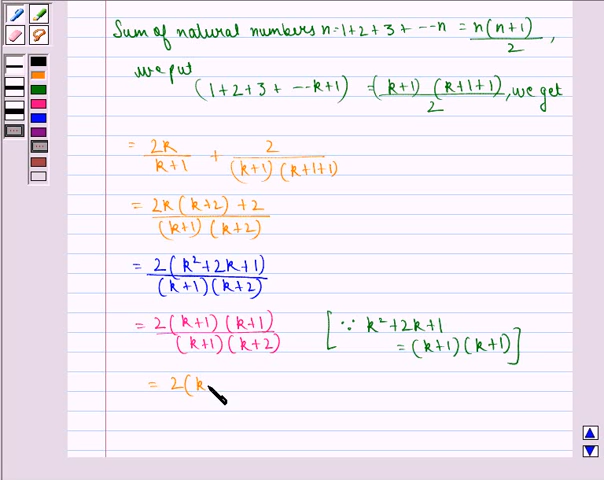 Sum of natural numbers n = 1+2+3+ --- n = n(n+1)/2 ,
we put
(1+2+3+ --- k+1) = (k+1) (k+1+1)/2 , we get
= 2k/(k+1) + 2/((k+1) (k+1+1))
= (2k (k+2) +2)/((k+1) (k+2))
= 2(k²+2k+1)/((k+1) (k+2))
= 2(k+1) (k+1)/((k+1) (k+2)) [∵ k²+2k+1
= (k+1) (k+1)]
= 2(k